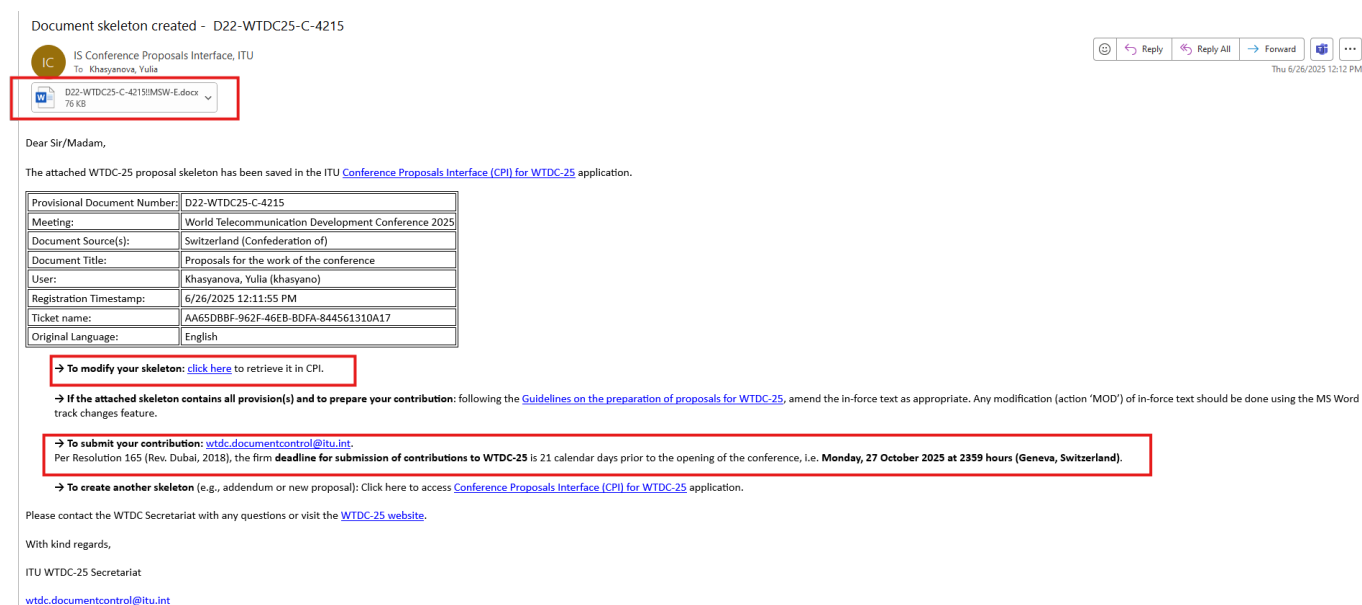 Document skeleton created - D22-WTDC25-C-4215
IC
IS Conference Proposals Interface, ITU
To Khasyanova, Yulia
Reply
Reply All
Forward
Thu 6/26/2025 12:12 PM
D22-WTDC25-C-4215!!MSW-E.docx
76 KB
Dear Sir/Madam,
The attached WTDC-25 proposal skeleton has been saved in the ITU Conference Proposals Interface (CPI) for WTDC-25 application.
Provisional Document Number: D22-WTDC25-C-4215
Meeting: World Telecommunication Development Conference 2025
Document Source(s): Switzerland (Confederation of)
Document Title: Proposals for the work of the conference
User: Khasyanova, Yulia (khasyano)
Registration Timestamp: 6/26/2025 12:11:55 PM
Ticket name: AA65DBBF-962F-46EB-BDFA-844561310A17
Original Language: English
→ To modify your skeleton: click here to retrieve it in CPI.
→ If the attached skeleton contains all provision(s) and to prepare your contribution: following the Guidelines on the preparation of proposals for WTDC-25, amend the in-force text as appropriate. Any modification (action ‘MOD’) of in-force text should be done using the MS Word
track changes feature.
→ To submit your contribution: wtdc.documentcontrol@itu.int.
Per Resolution 165 (Rev. Dubai, 2018), the firm deadline for submission of contributions to WTDC-25 is 21 calendar days prior to the opening of the conference, i.e. Monday, 27 October 2025 at 2359 hours (Geneva, Switzerland).
→ To create another skeleton (e.g., addendum or new proposal): Click here to access Conference Proposals Interface (CPI) for WTDC-25 application.
Please contact the WTDC Secretariat with any questions or visit the WTDC-25 website.
With kind regards,
ITU WTDC-25 Secretariat
wtdc.documentcontrol@itu.int